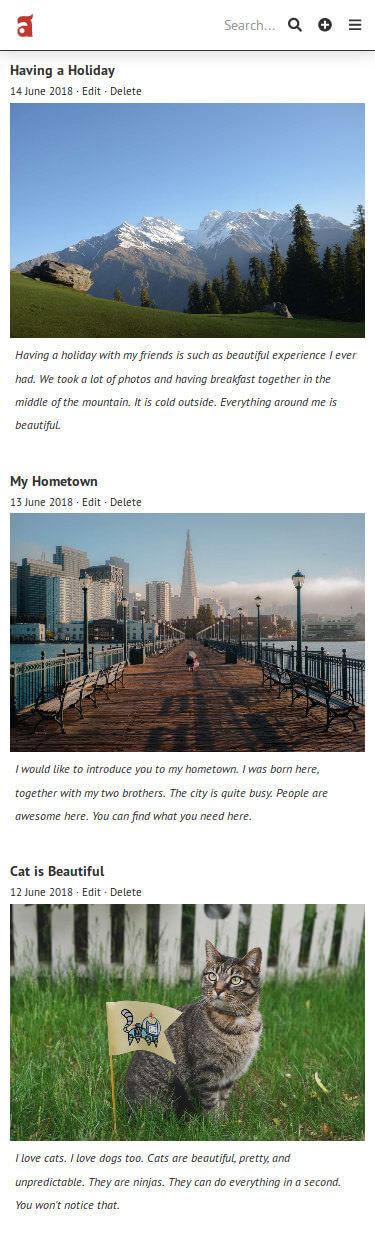 a
Search...
Having a Holiday
14 June 2018 · Edit · Delete
Having a holiday with my friends is such as beautiful experience I ever
had. We took a lot of photos and having breakfast together in the
middle of the mountain. It is cold outside. Everything around me is
beautiful.
My Hometown
13 June 2018 · Edit · Delete
I would like to introduce you to my hometown. I was born here,
together with my two brothers. The city is quite busy. People are
awesome here. You can find what you need here.
Cat is Beautiful
12 June 2018 · Edit · Delete
I love cats. I love dogs too. Cats are beautiful, pretty, and
unpredictable. They are ninjas. They can do everything in a second.
You won't notice that.